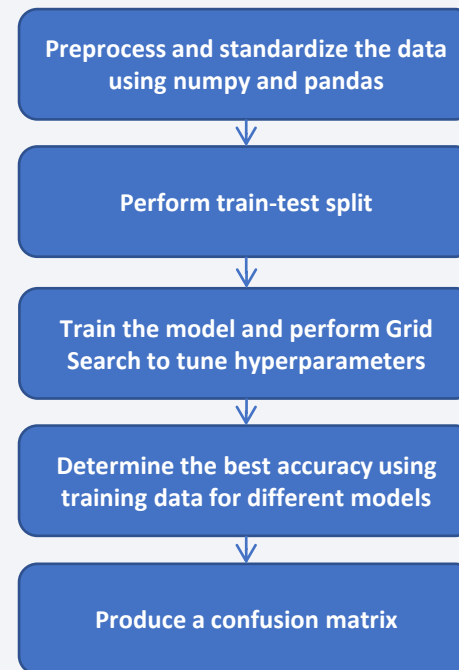 Preprocess and standardize the data
using numpy and pandas
Perform train-test split
Train the model and perform Grid
Search to tune hyperparameters
Determine the best accuracy using
training data for different models
Produce a confusion matrix